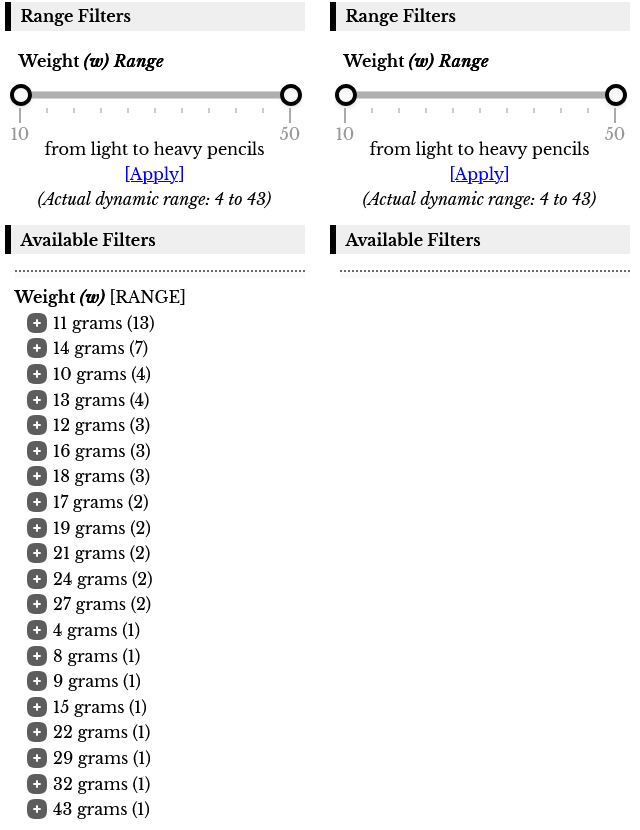 Range Filters
Weight (w) Range
10 50
from light to heavy pencils
[Apply]
(Actual dynamic range: 4 to 43)
Available Filters
Weight (w) [RANGE]
+ 11 grams (13)
+ 14 grams (7)
+ 10 grams (4)
+ 13 grams (4)
+ 12 grams (3)
+ 16 grams (3)
+ 18 grams (3)
+ 17 grams (2)
+ 19 grams (2)
+ 21 grams (2)
+ 24 grams (2)
+ 27 grams (2)
+ 4 grams (1)
+ 8 grams (1)
+ 9 grams (1)
+ 15 grams (1)
+ 22 grams (1)
+ 29 grams (1)
+ 32 grams (1)
+ 43 grams (1)
Range Filters
Weight (w) Range
10 50
from light to heavy pencils
[Apply]
(Actual dynamic range: 4 to 43)
Available Filters